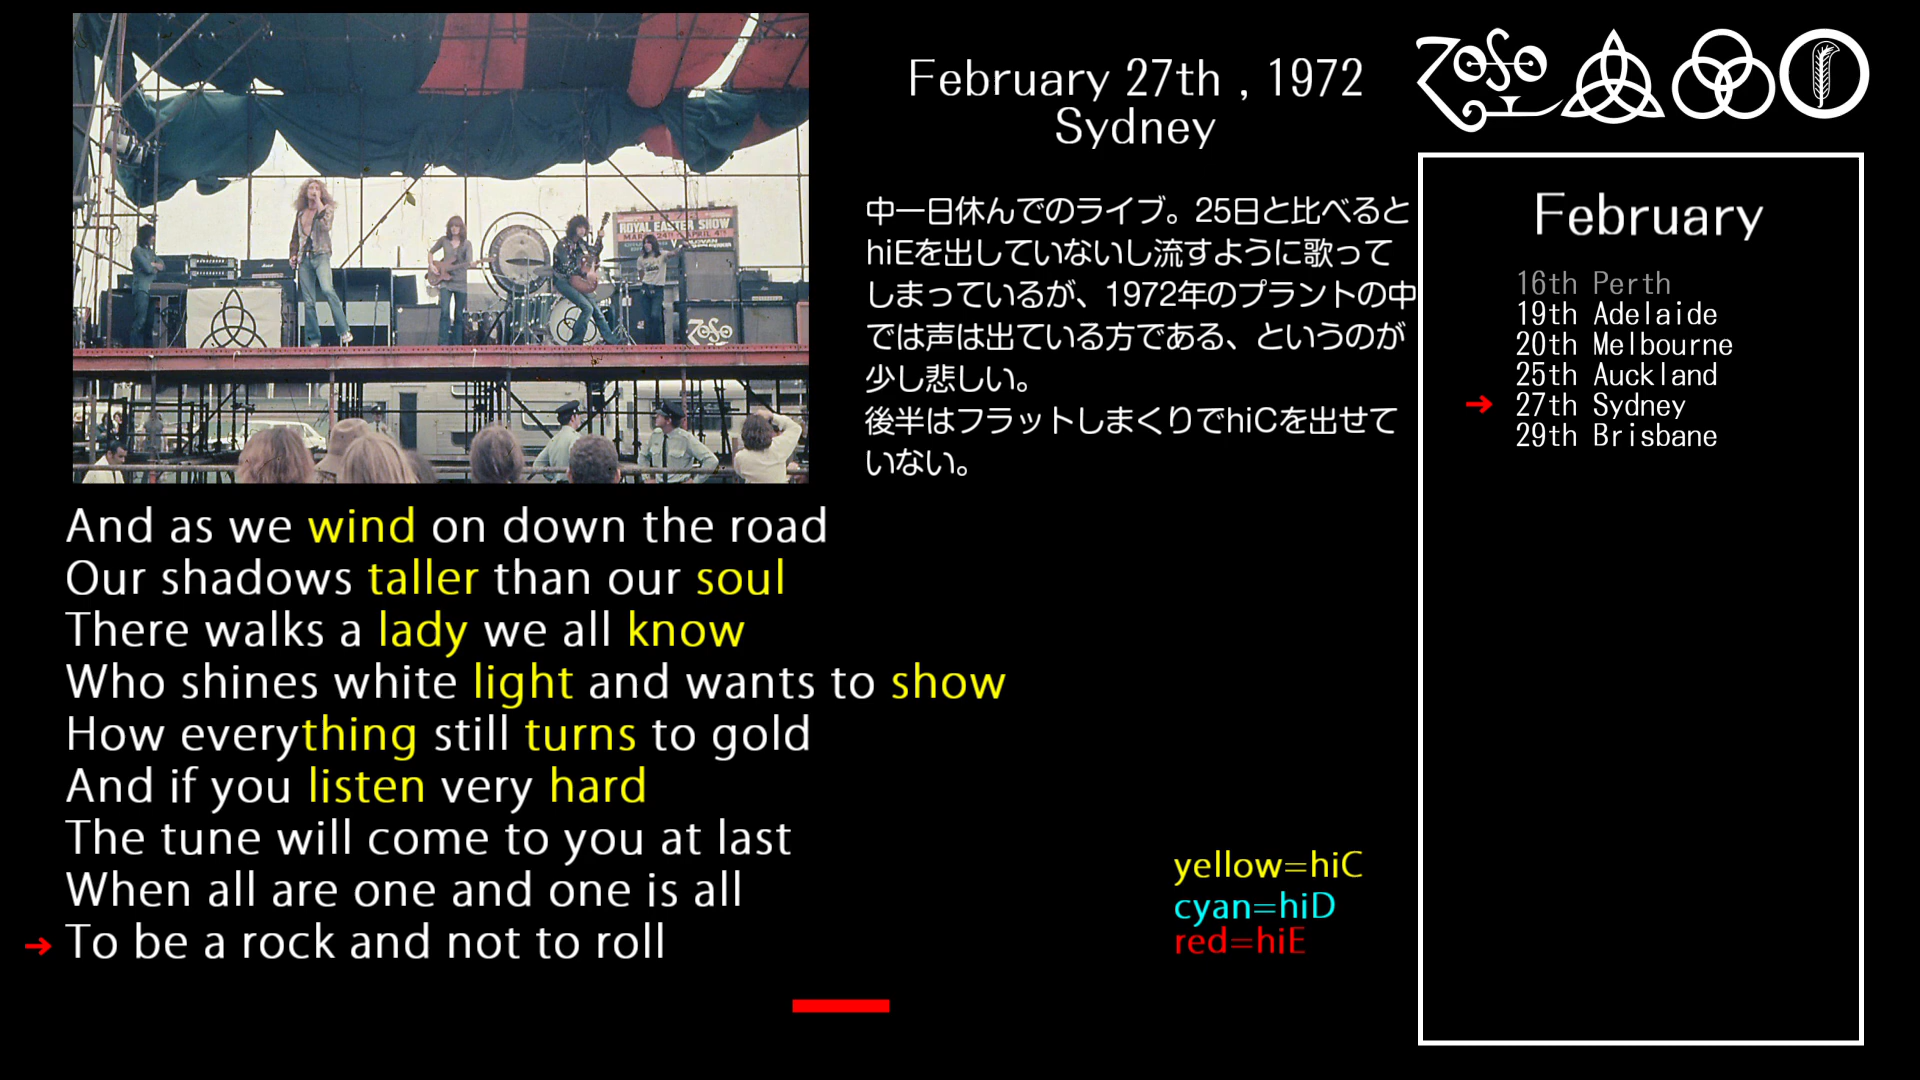 February 27th , 1972
Sydney
中一日休んでのライブ。25日と比べると
hiEを出していないし流すように歌って
しまっているが、1972年のプラントの中
では声は出ている方である、というのが
少し悲しい。
後半はフラットしまくりでhiCを出せて
いない。
ROYAL EASTER SHOW
ZOSO
And as we wind on down the road
Our shadows taller than our soul
There walks a lady we all know
Who shines white light and wants to show
How everything still turns to gold
And if you listen very hard
The tune will come to you at last
When all are one and one is all
To be a rock and not to roll
yellow=hiC
cyan=hiD
red=hiE
ZOSO
February
16th Perth
19th Adelaide
20th Melbourne
25th Auckland
27th Sydney
29th Brisbane